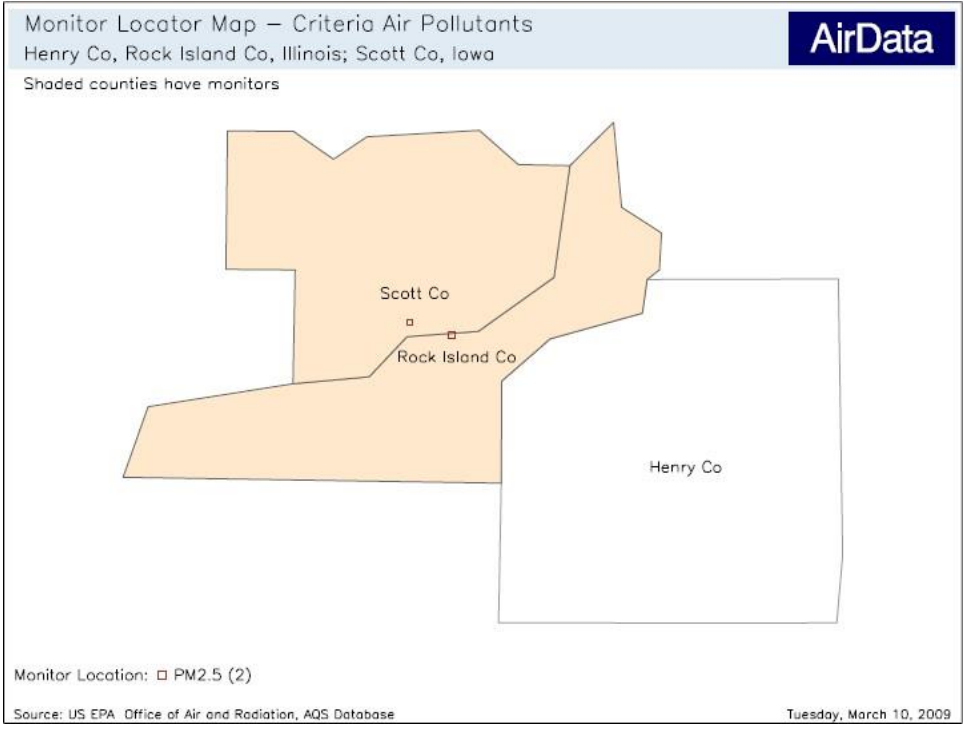 Monitor Locator Map – Criteria Air Pollutants
AirData
Henry Co, Rock Island Co, Illinois; Scott Co, Iowa
Shaded counties have monitors
Scott Co
Rock Island Co
Henry Co
Monitor Location: PM2.5 (2)
Source: US EPA Office of Air and Radiation, AQS Database
Tuesday, March 10, 2009